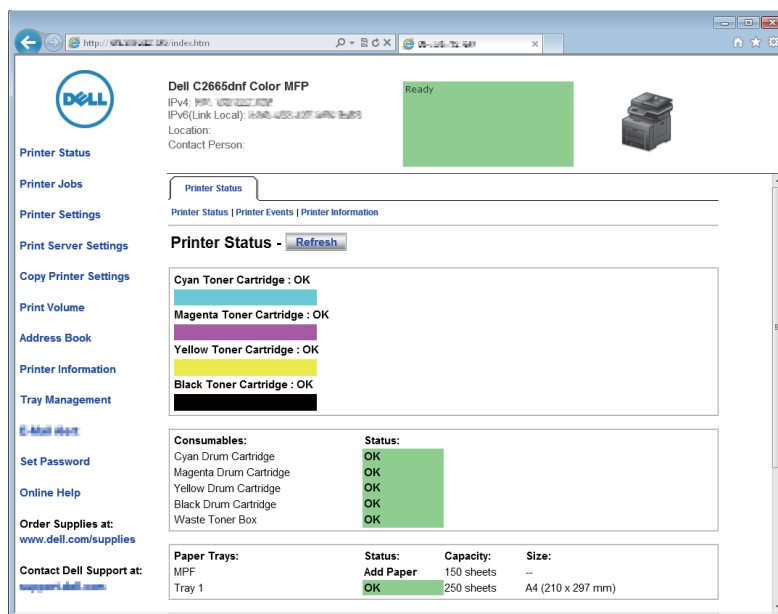 http:// /index.htm
DELL
Dell C2665dnf Color MFP
IPv4:
IPv6(Link Local):
Location:
Contact Person:
Ready
Printer Status
Printer Jobs
Printer Settings
Print Server Settings
Copy Printer Settings
Print Volume
Address Book
Printer Information
Tray Management
Set Password
Online Help
Order Supplies at:
www.dell.com/supplies
Contact Dell Support at:
Printer Status
Printer Status | Printer Events | Printer Information
Printer Status - Refresh
Cyan Toner Cartridge : OK
Magenta Toner Cartridge : OK
Yellow Toner Cartridge : OK
Black Toner Cartridge : OK
Consumables: Status:
Cyan Drum Cartridge OK
Magenta Drum Cartridge OK
Yellow Drum Cartridge OK
Black Drum Cartridge OK
Waste Toner Box OK
Paper Trays: Status: Capacity: Size:
MPF Add Paper 150 sheets --
Tray 1 OK 250 sheets A4 (210 x 297 mm)